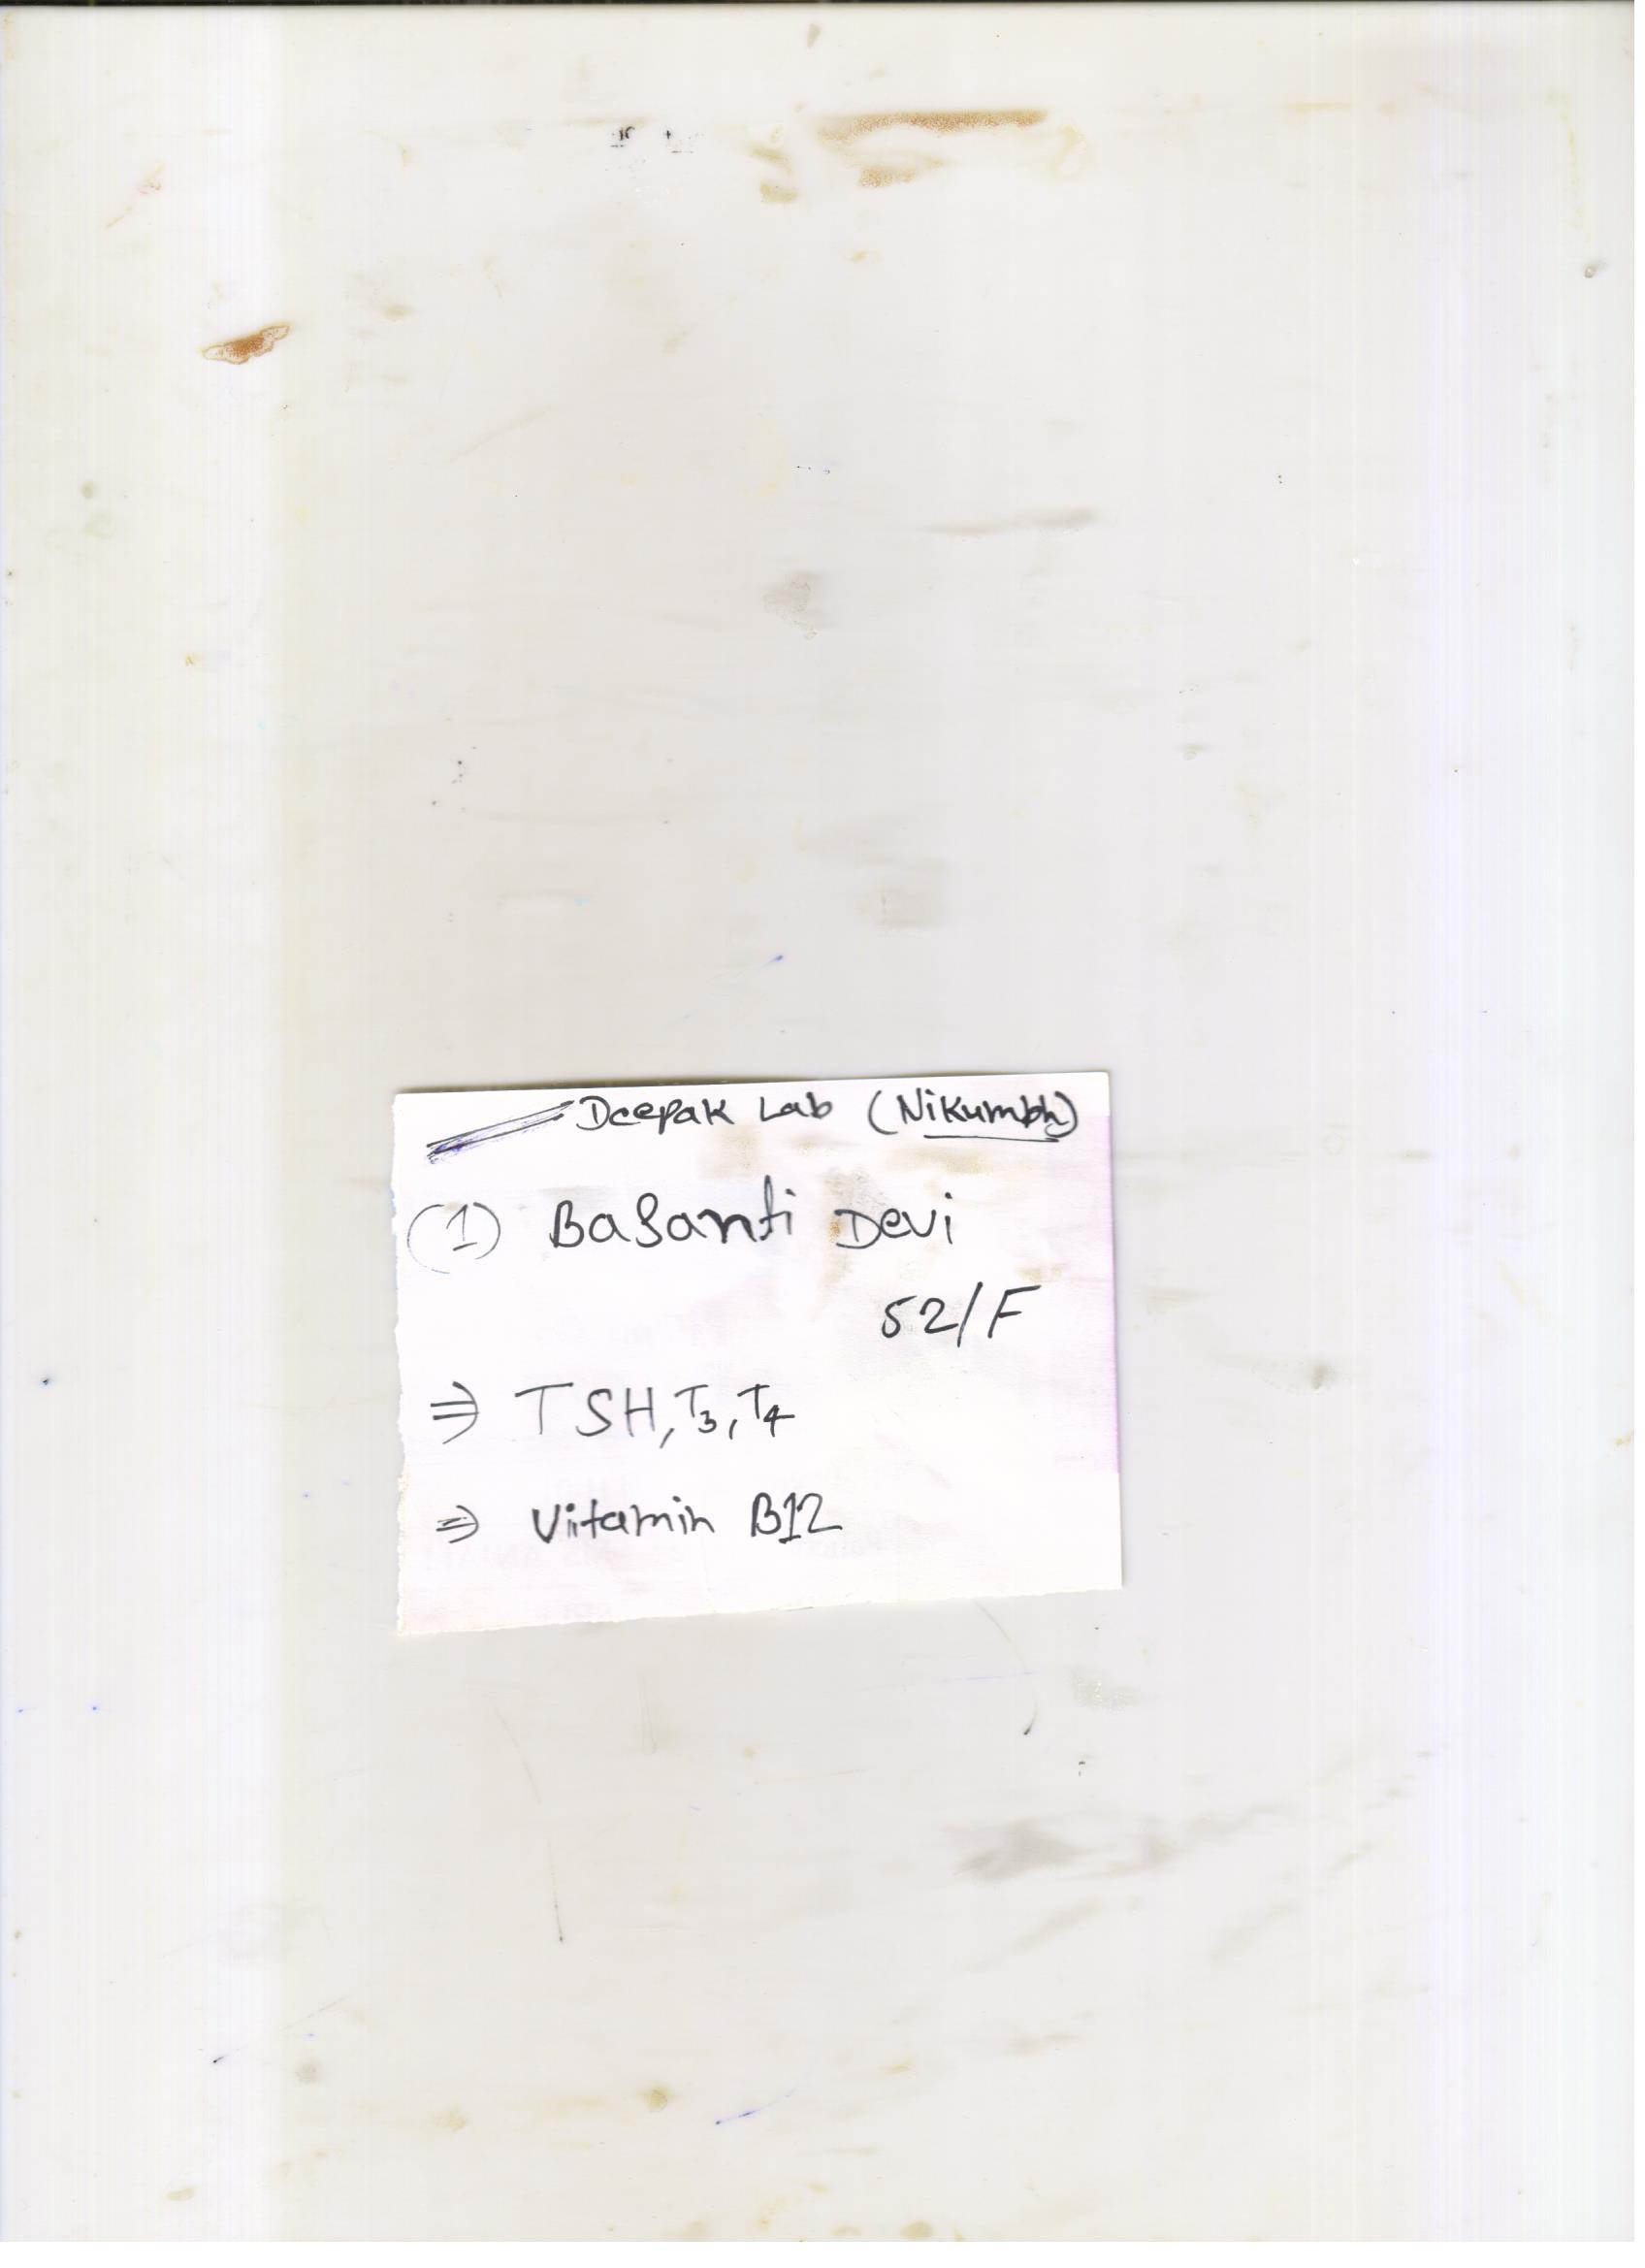 Deepak Lab (Nikumbh)
(1) Basanti Devi
52/F
⇒ TSH, T3, T4
⇒ Vitamin B12